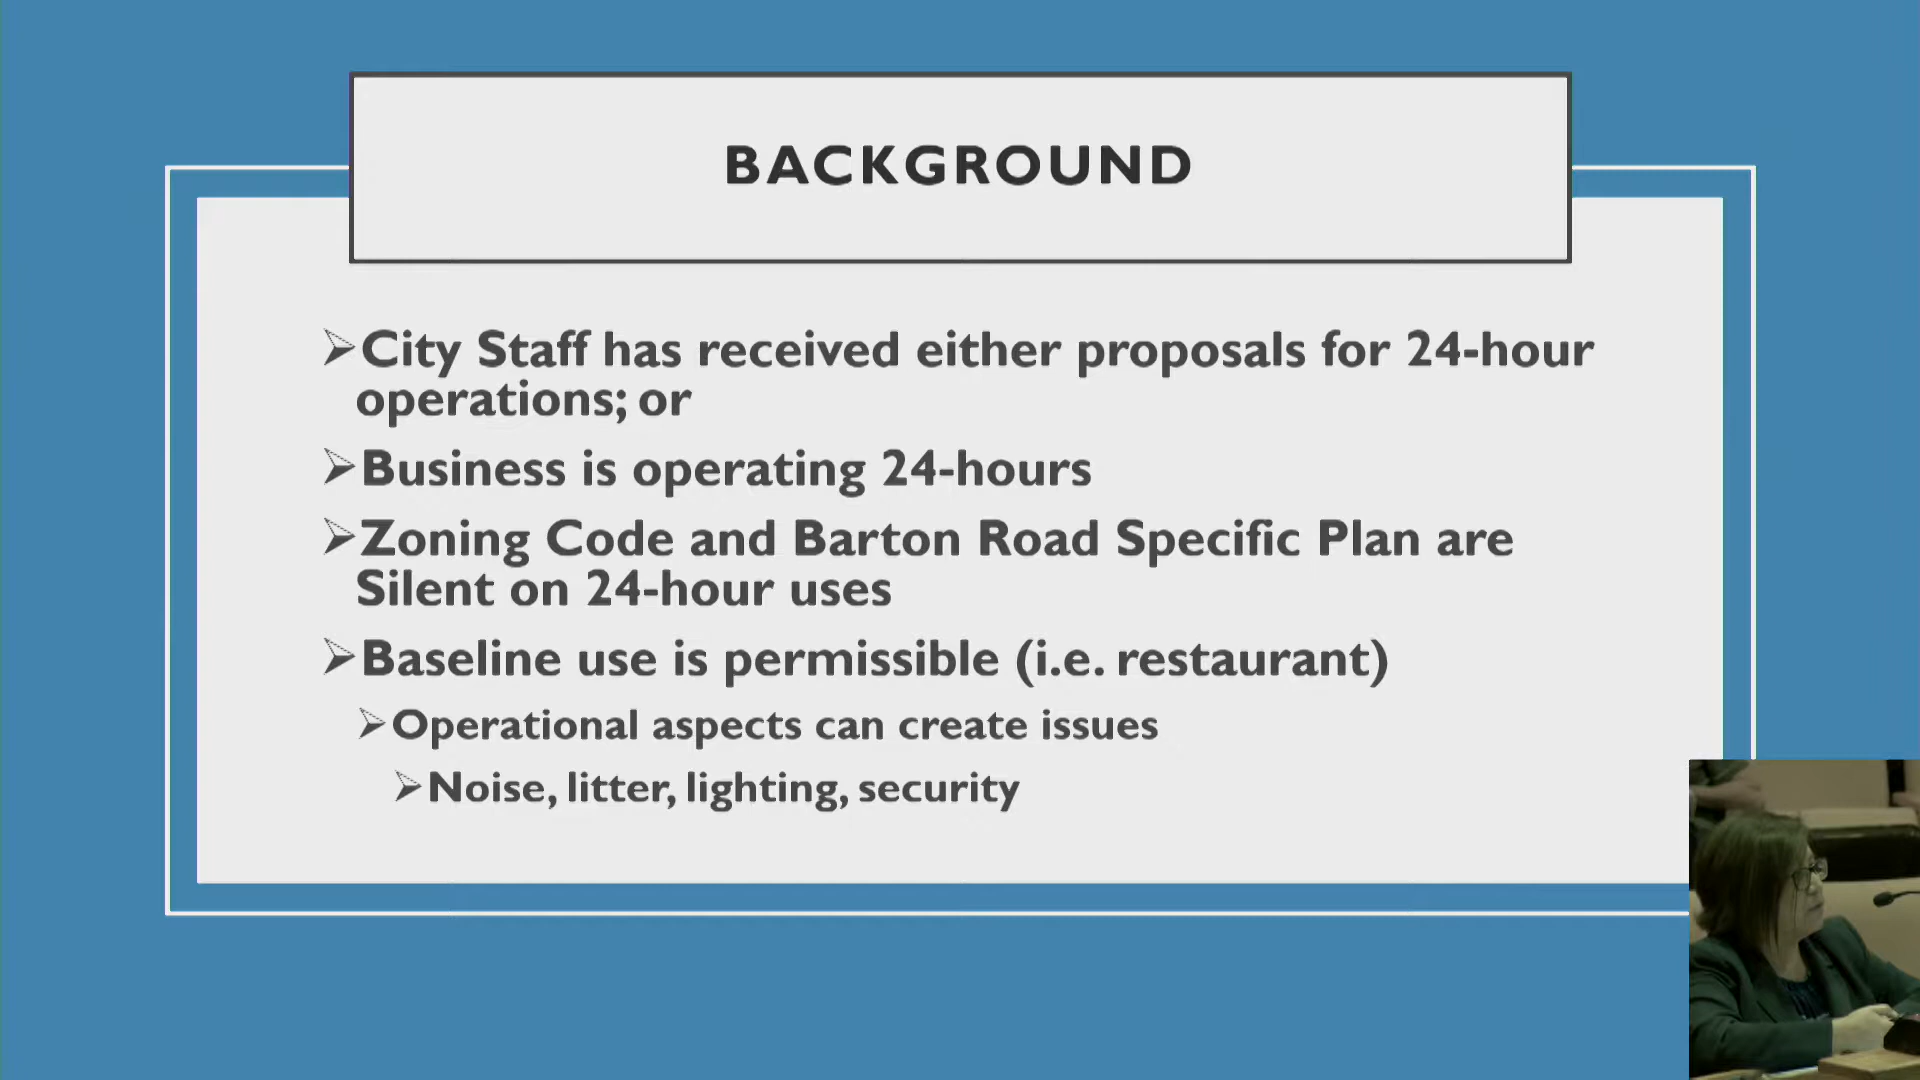 BACKGROUND
➢City Staff has received either proposals for 24-hour
operations; or
➢Business is operating 24-hours
➢Zoning Code and Barton Road Specific Plan are
Silent on 24-hour uses
➢Baseline use is permissible (i.e. restaurant)
➢Operational aspects can create issues
➢Noise, litter, lighting, security